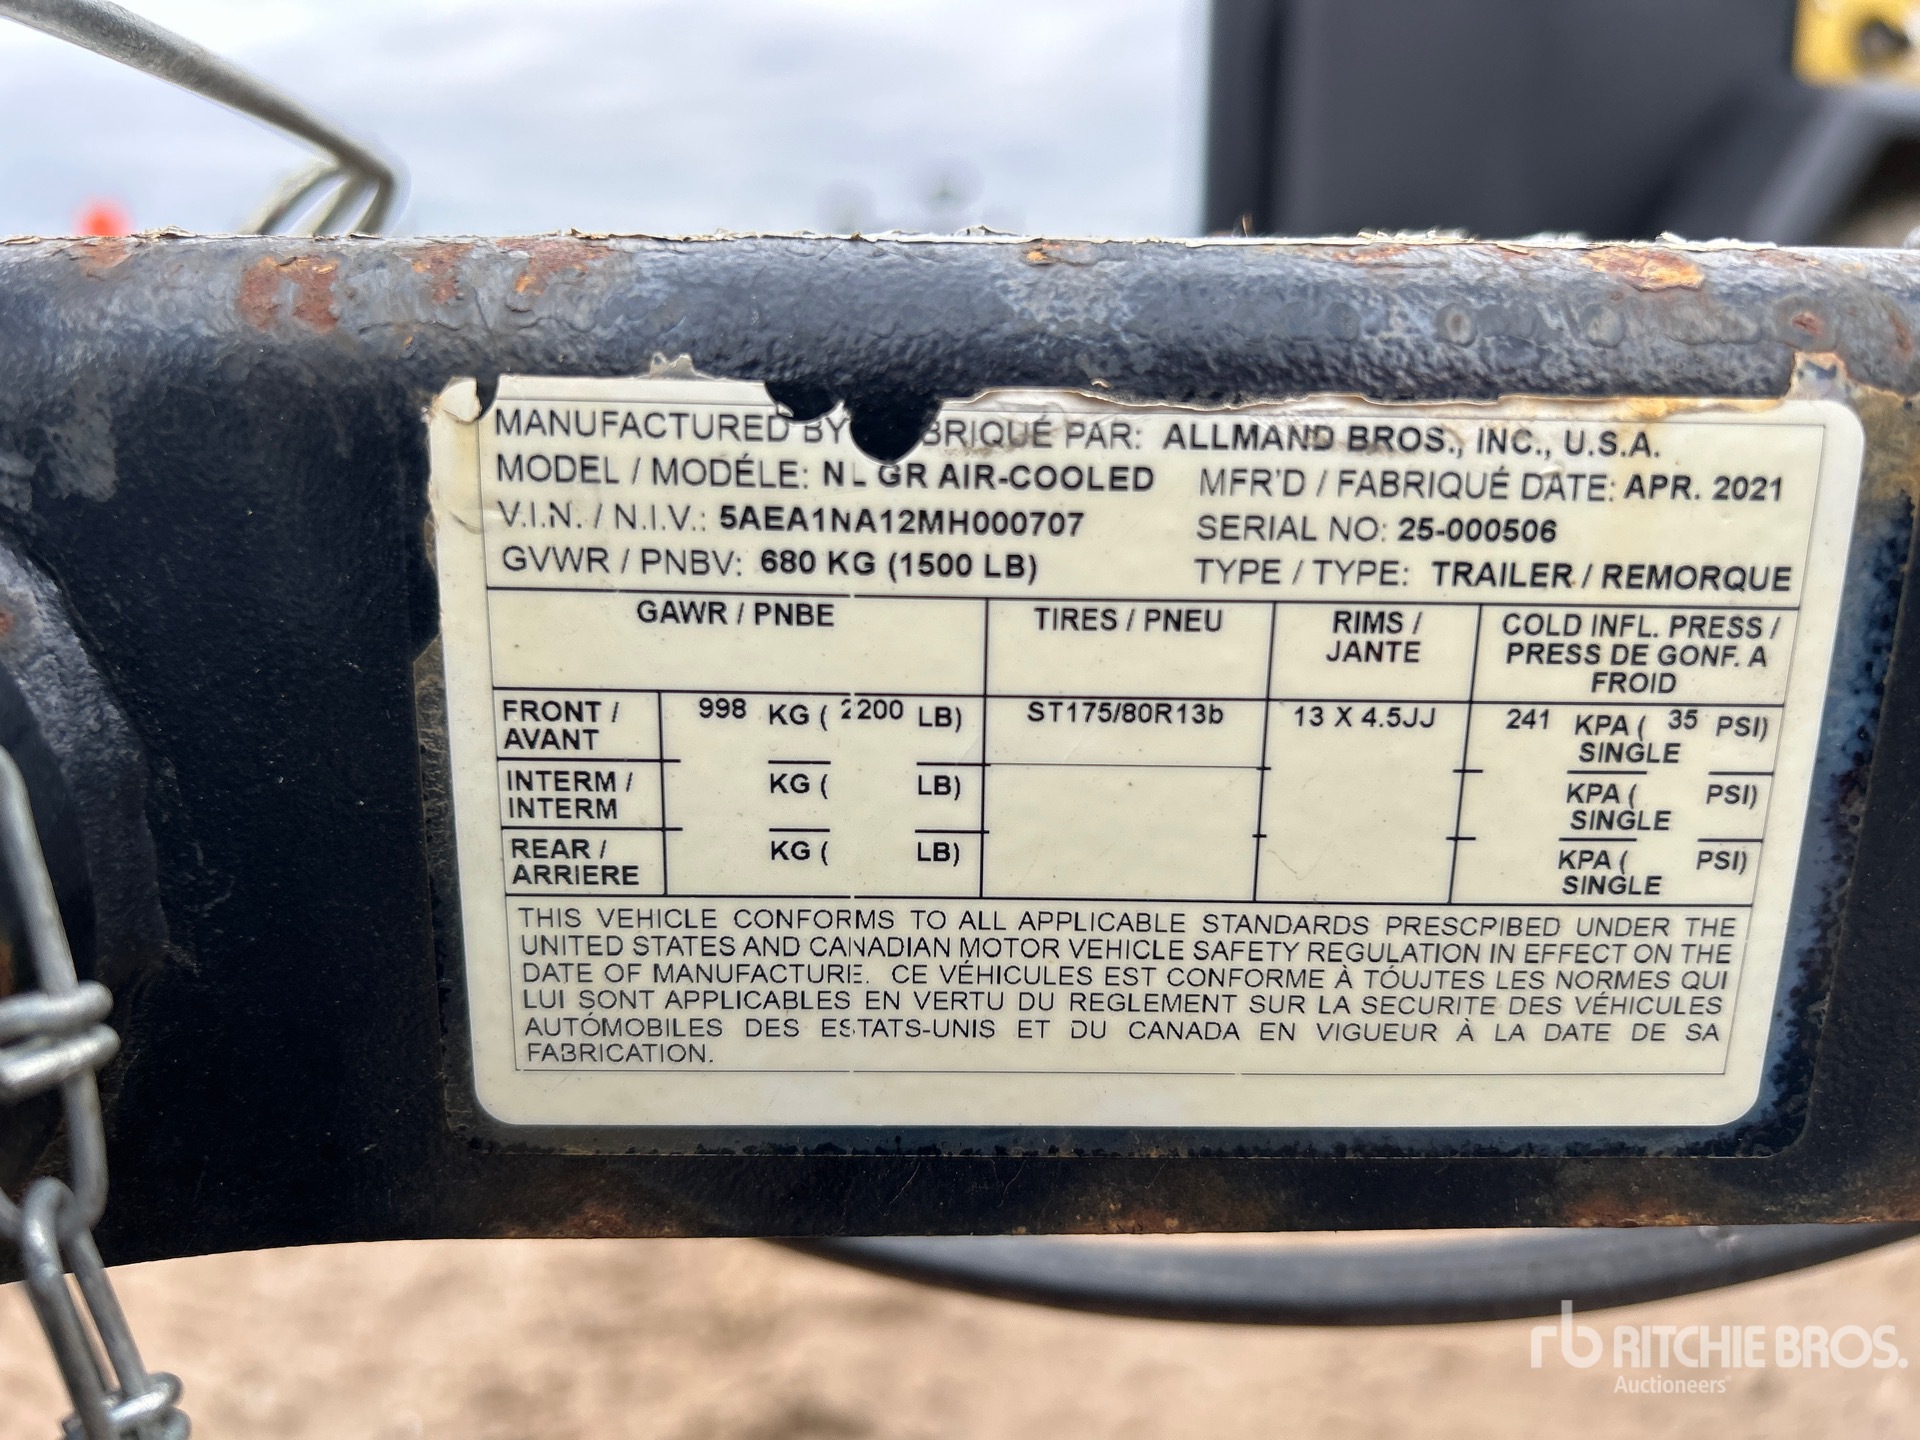 MANUFACTURED BY BRIQUÉ PAR: ALLMAND BROS., INC., U.S.A.
MODEL / MODÉLE: NL GR AIR-COOLED MFR'D / FABRIQUÉ DATE: APR. 2021
V.I.N. / N.I.V.: 5AEA1NA12MH000707 SERIAL NO: 25-000506
GVWR / PNBV: 680 KG (1500 LB) TYPE / TYPE: TRAILER / REMORQUE
GAWR / PNBE TIRES / PNEU RIMS / JANTE COLD INFL. PRESS / PRESS DE GONF. A FROID
FRONT / AVANT 998 KG ( 2200 LB) ST175/80R13b 13 X 4.5JJ 241 KPA ( 35 PSI) SINGLE
INTERM / INTERM KG ( LB) KPA ( PSI) SINGLE
REAR / ARRIERE KG ( LB) KPA ( PSI) SINGLE
THIS VEHICLE CONFORMS TO ALL APPLICABLE STANDARDS PRESCPIBED UNDER THE
UNITED STATES AND CANADIAN MOTOR VEHICLE SAFETY REGULATION IN EFFECT ON THE
DATE OF MANUFACTURE. CE VÉHICULES EST CONFORME À TÓUJTES LES NORMES QUI
LUI SONT APPLICABLES EN VERTU DU REGLEMENT SUR LA SECURITE DES VÉHICULES
AUTÓMOBILES DES ESTATS-UNIS ET DU CANADA EN VIGUEUR À LA DATE DE SA
FABRICATION.
rb RITCHIE BROS.
Auctioneers